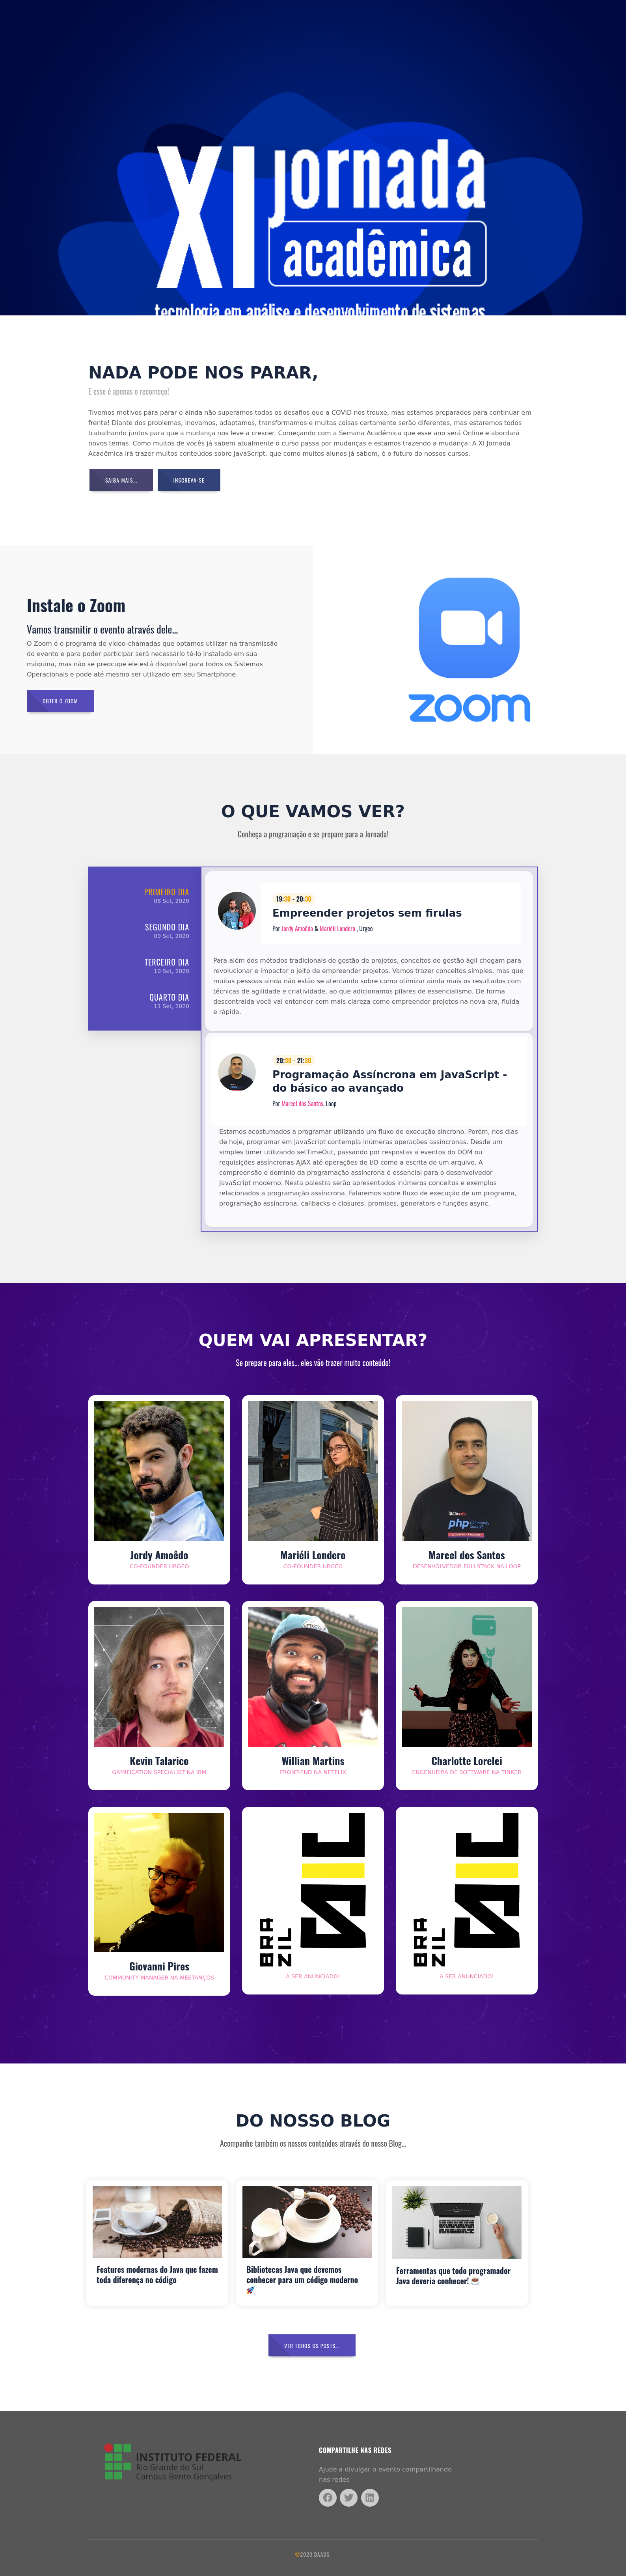 XI jornada
acadêmica
tecnologia em análise e desenvolvimento de sistemas
NADA PODE NOS PARAR,
E esse é apenas o recomeço!
Tivemos motivos para parar e ainda não superamos todos os desafios que a COVID nos trouxe, mas estamos preparados para continuar em
frente! Diante dos problemas, inovamos, adaptamos, transformamos e muitas coisas certamente serão diferentes, mas estaremos todos
trabalhando juntos para que a mudança nos leve a crescer. Começando com a Semana Acadêmica que esse ano será Online e abordará
novos temas. Como muitos de vocês já sabem atualmente o curso passa por mudanças e estamos trazendo a mudança: A XI Jornada
Acadêmica irá trazer muitos conteúdos sobre JavaScript, que como muitos alunos já sabem, é o futuro do nossos cursos.
SAIBA MAIS... INSCREVA-SE
Instale o Zoom
Vamos transmitir o evento através dele...
O Zoom é o programa de vídeo-chamadas que optamos utilizar na transmissão
do evento e para poder participar será necessário tê-lo instalado em sua
máquina, mas não se preocupe ele está disponível para todos os Sistemas
Operacionais e pode até mesmo ser utilizado em seu Smartphone.
OBTER O ZOOM
zoom
O QUE VAMOS VER?
Conheça a programação e se prepare para a Jornada!
PRIMEIRO DIA
08 Set, 2020
SEGUNDO DIA
09 Set, 2020
TERCEIRO DIA
10 Set, 2020
QUARTO DIA
11 Set, 2020
19:30 - 20:30
Empreender projetos sem firulas
Por Jordy Amoêdo & Mariéli Londero , Urgeo
Para além dos métodos tradicionais de gestão de projetos, conceitos de gestão ágil chegam para
revolucionar e impactar o jeito de empreender projetos. Vamos trazer conceitos simples, mas que
muitas pessoas ainda não estão se atentando sobre como otimizar ainda mais os resultados com
técnicas de agilidade e criatividade, ao que adicionamos pilares de essencialismo. De forma
descontraída você vai entender com mais clareza como empreender projetos na nova era, fluída
e rápida.
20:30 - 21:30
Programação Assíncrona em JavaScript -
do básico ao avançado
Por Marcel dos Santos, Loop
Estamos acostumados a programar utilizando um fluxo de execução síncrono. Porém, nos dias
de hoje, programar em JavaScript contempla inúmeras operações assíncronas. Desde um
simples timer utilizando setTimeOut, passando por respostas a eventos do DOM ou
requisições assíncronas AJAX até operações de I/O como a escrita de um arquivo. A
compreensão e domínio da programação assíncrona é essencial para o desenvolvedor
JavaScript moderno. Nesta palestra serão apresentados inúmeros conceitos e exemplos
relacionados a programação assíncrona. Falaremos sobre fluxo de execução de um programa,
programação assíncrona, callbacks e closures, promises, generators e funções async.
QUEM VAI APRESENTAR?
Se prepare para eles... eles vão trazer muito conteúdo!
php
Jordy Amoêdo
CO-FOUNDER URGEO
Mariéli Londero
CO-FOUNDER URGEO
Marcel dos Santos
DESENVOLVEDOR FULLSTACK NA LOOP
Kevin Talarico
GAMIFICATION SPECIALIST NA IBM
Willian Martins
FRONT-END NA NETFLIX
Charlotte Lorelei
ENGENHEIRA DE SOFTWARE NA TINKER
Giovanni Pires
COMMUNITY MANAGER NA MEETANÇOS
BRA
ZIL
A SER ANUNCIADO!
BRA
ZIL
A SER ANUNCIADO!
DO NOSSO BLOG
Acompanhe também os nossos conteúdos através do nosso Blog...
Features modernas do Java que fazem
toda diferença no código
Bibliotecas Java que devemos
conhecer para um código moderno
🚀
Ferramentas que todo programador
Java deveria conhecer! ☕
VER TODOS OS POSTS...
INSTITUTO FEDERAL
Rio Grande do Sul
Campus Bento Gonçalves
COMPARTILHE NAS REDES
Ajude a divulgar o evento compartilhando
nas redes
©2020 DAADS.